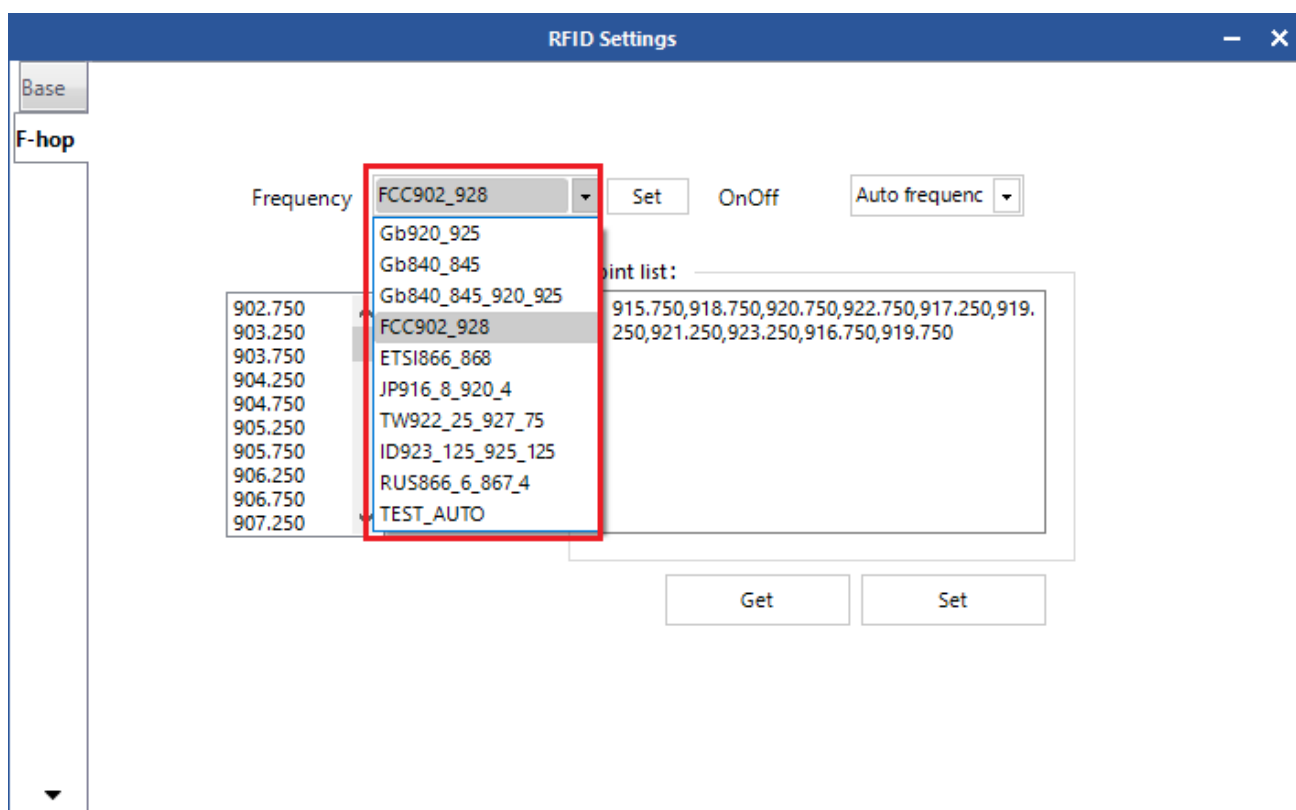 RFID Settings
Base
F-hop
Frequency
FCC902_928
Set
OnOff
Auto frequenc
Gb920_925
Gb840_845
Gb840_845_920_925
FCC902_928
ETSI866_868
JP916_8_920_4
TW922_25_927_75
ID923_125_925_125
RUS866_6_867_4
TEST_AUTO
902.750
903.250
903.750
904.250
904.750
905.250
905.750
906.250
906.750
907.250
list:
915.750,918.750,920.750,922.750,917.250,919.
250,921.250,923.250,916.750,919.750
Get
Set